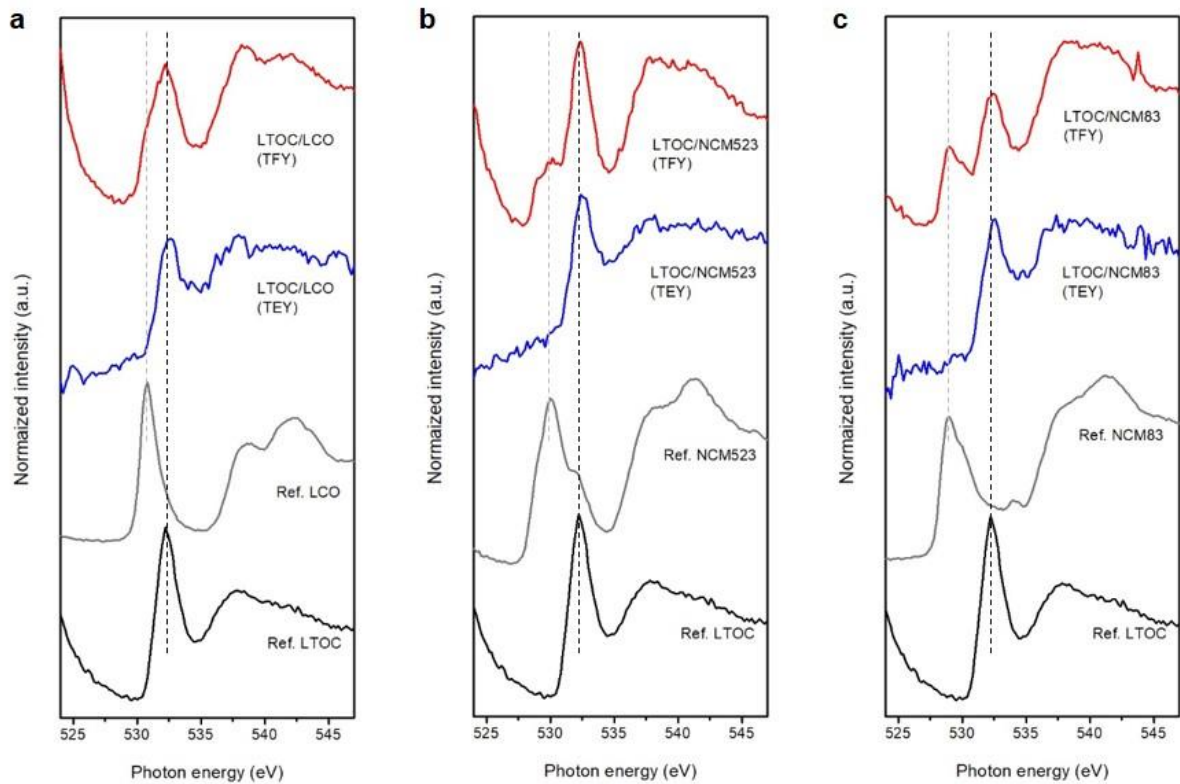 a
Normaized intensity (a.u.)
LTOC/LCO
(TFY)
LTOC/LCO
(TEY)
Ref. LCO
Ref. LTOC
525 530 535 540 545
Photon energy (eV)
b
Normaized intensity (a.u.)
LTOC/NCM523
(TFY)
LTOC/NCM523
(TEY)
Ref. NCM523
Ref. LTOC
525 530 535 540 545
Photon energy (eV)
c
Normaized intensity (a.u.)
LTOC/NCM83
(TFY)
LTOC/NCM83
(TEY)
Ref. NCM83
Ref. LTOC
525 530 535 540 545
Photon energy (eV)